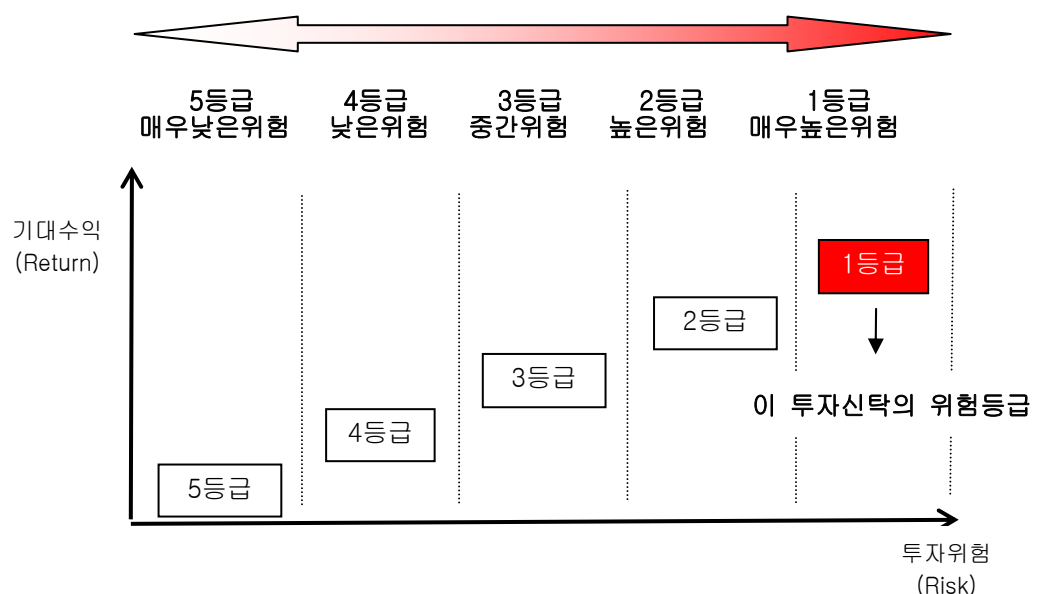 5등급 4등급 3등급 2등급 1등급
매우낮은위험 낮은위험 중간위험 높은위험 매우높은위험
기대수익
(Return)
1등급
2등급
3등급
이 투자신탁의 위험등급
4등급
5등급
투자위험
(Risk)